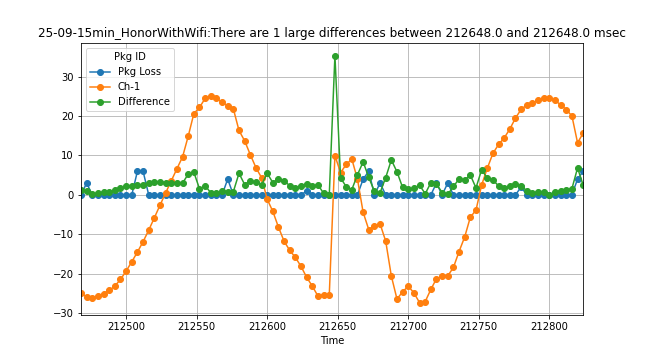 25-09-15min_HonorWithWifi:There are 1 large differences between 212648.0 and 212648.0 msec
Pkg ID
Pkg Loss
Ch-1
Difference
30
20
10
0
−10
−20
−30
212500 212550 212600 212650 212700 212750 212800
Time